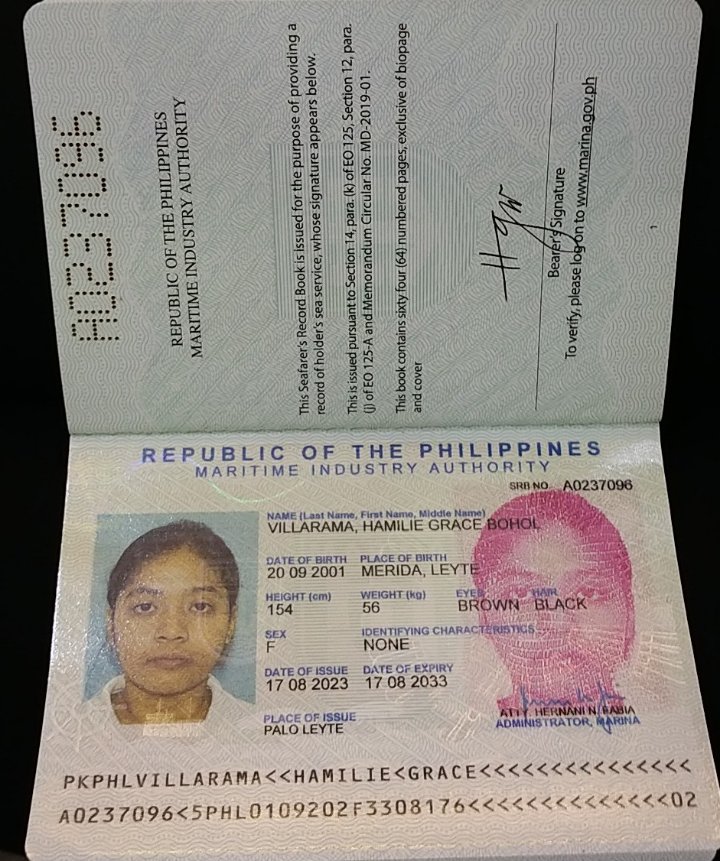 A0237096
REPUBLIC OF THE PHILIPPINES
MARITIME INDUSTRY AUTHORITY
This Seafarer's Record Book is issued for the purpose of providing a
record of holder's sea service, whose signature appears below.
This is issued pursuant to Section 14, para. (k) of EO 125, Section 12, para.
(j) of EO 125-A and Memorandum Circular No. MD-2019-01.
This book contains sixty four (64) numbered pages, exclusive of biopage
and cover
Bearer's Signature
To verify, please log on to www.marina.gov.ph
1
REPUBLIC OF THE PHILIPPINES
MARITIME INDUSTRY AUTHORITY
SRB NO A0237096
NAME (Last Name, First Name, Middle Name)
VILLARAMA, HAMILIE GRACE BOHOL
DATE OF BIRTH PLACE OF BIRTH
20 09 2001 MERIDA, LEYTE
HEIGHT (cm) WEIGHT (kg) EYES HAIR
154 56 BROWN BLACK
SEX IDENTIFYING CHARACTERISTICS
F NONE
DATE OF ISSUE DATE OF EXPIRY
17 08 2023 17 08 2033
PLACE OF ISSUE
PALO LEYTE
ATTY. HERNANI N. FABIA
ADMINISTRATOR, MARINA
PKPHLVILLARAMA<<HAMILIE<GRACE<<<<<<<<<<<<<<<
A0237096<5PHL0109202F3308176<<<<<<<<<<<<<<02